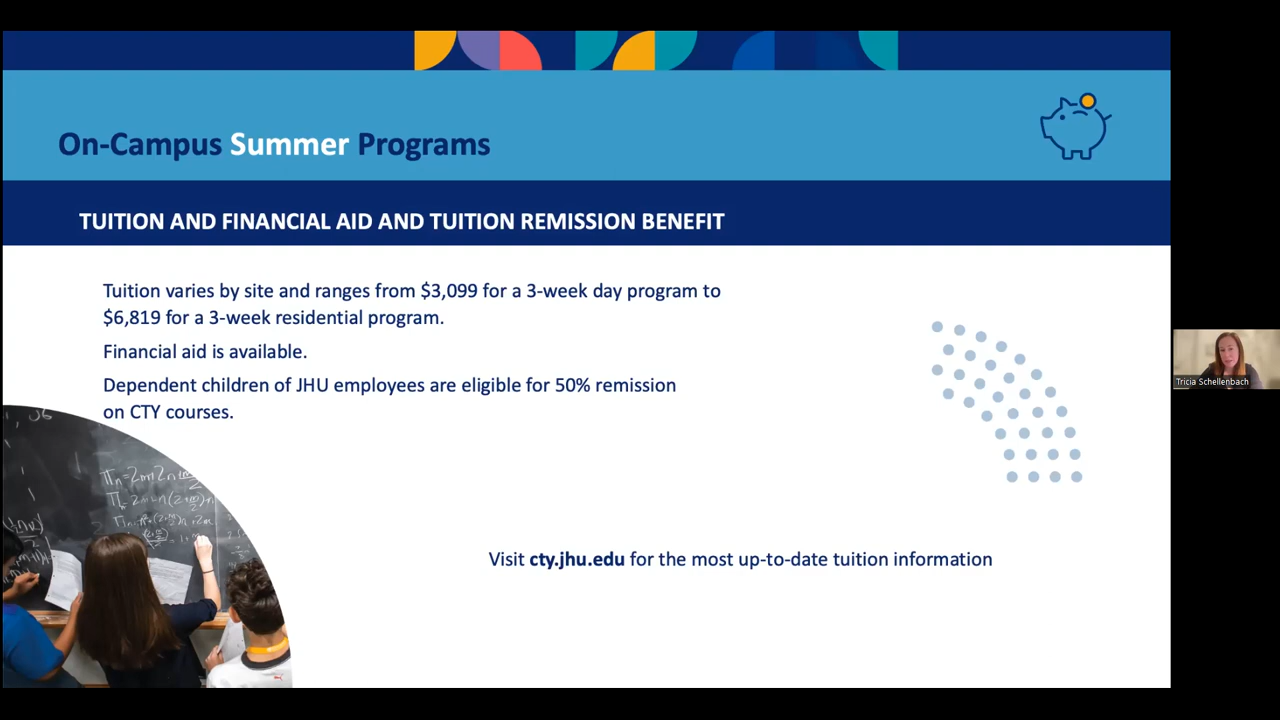 On-Campus Summer Programs
TUITION AND FINANCIAL AID AND TUITION REMISSION BENEFIT
Tuition varies by site and ranges from $3,099 for a 3-week day program to
$6,819 for a 3-week residential program.
Financial aid is available.
Dependent children of JHU employees are eligible for 50% remission
on CTY courses.
Visit cty.jhu.edu for the most up-to-date tuition information
Tricia Schellenbach